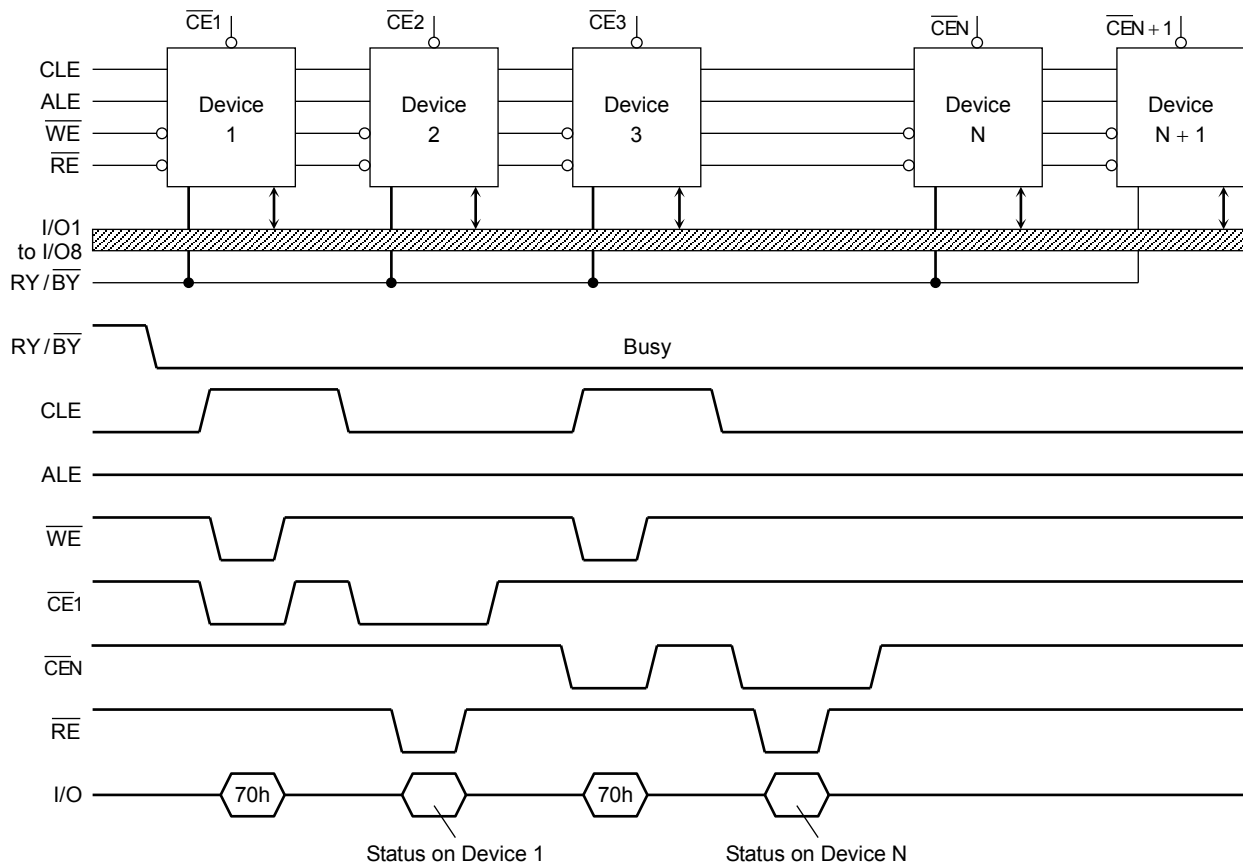 CE1 CE2 CE3 CEN CEN + 1
CLE
ALE
WE
RE
Device
1
Device
2
Device
3
Device
N
Device
N + 1
I/O1
to I/O8
RY/BY
RY/BY
Busy
CLE
ALE
WE
CE1
CEN
RE
I/O
70h
70h
Status on Device 1
Status on Device N